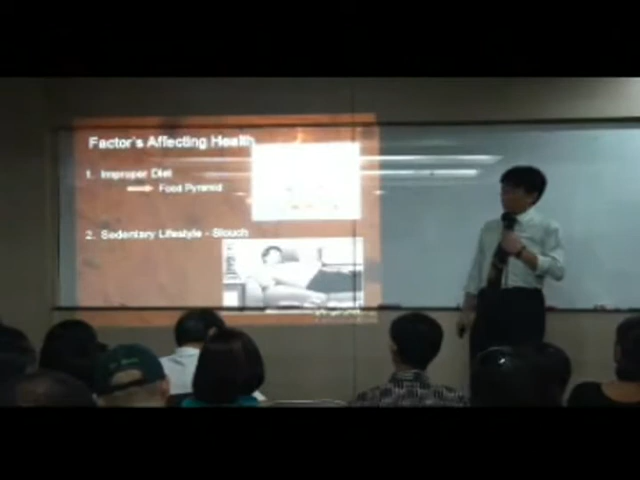 Factor's Affecting Health
1. Improper Diet
Food Pyramid
2. Sedentary Lifestyle - Slouch